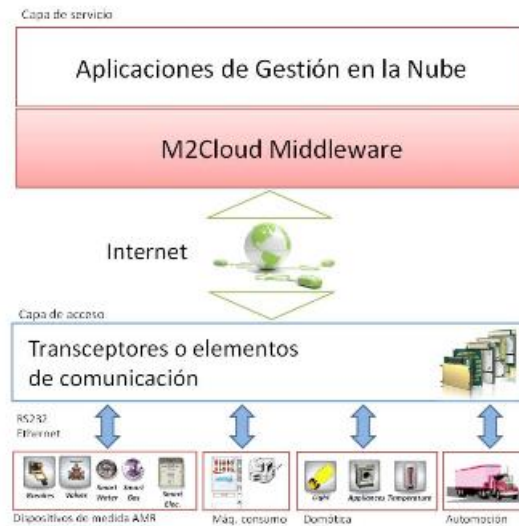 Capa de servicio
Aplicaciones de Gestión en la Nube
M2Cloud Middleware
Internet
Capa de acceso
Transceptores o elementos
de comunicación
RS232
Ethernet
Valves
Smart
Water
Smart
Gas
Smart
Elec.
Light
Appliances
Temperature
Dispositivos de medida AMR
Máq. consumo
Domótica
Automoción